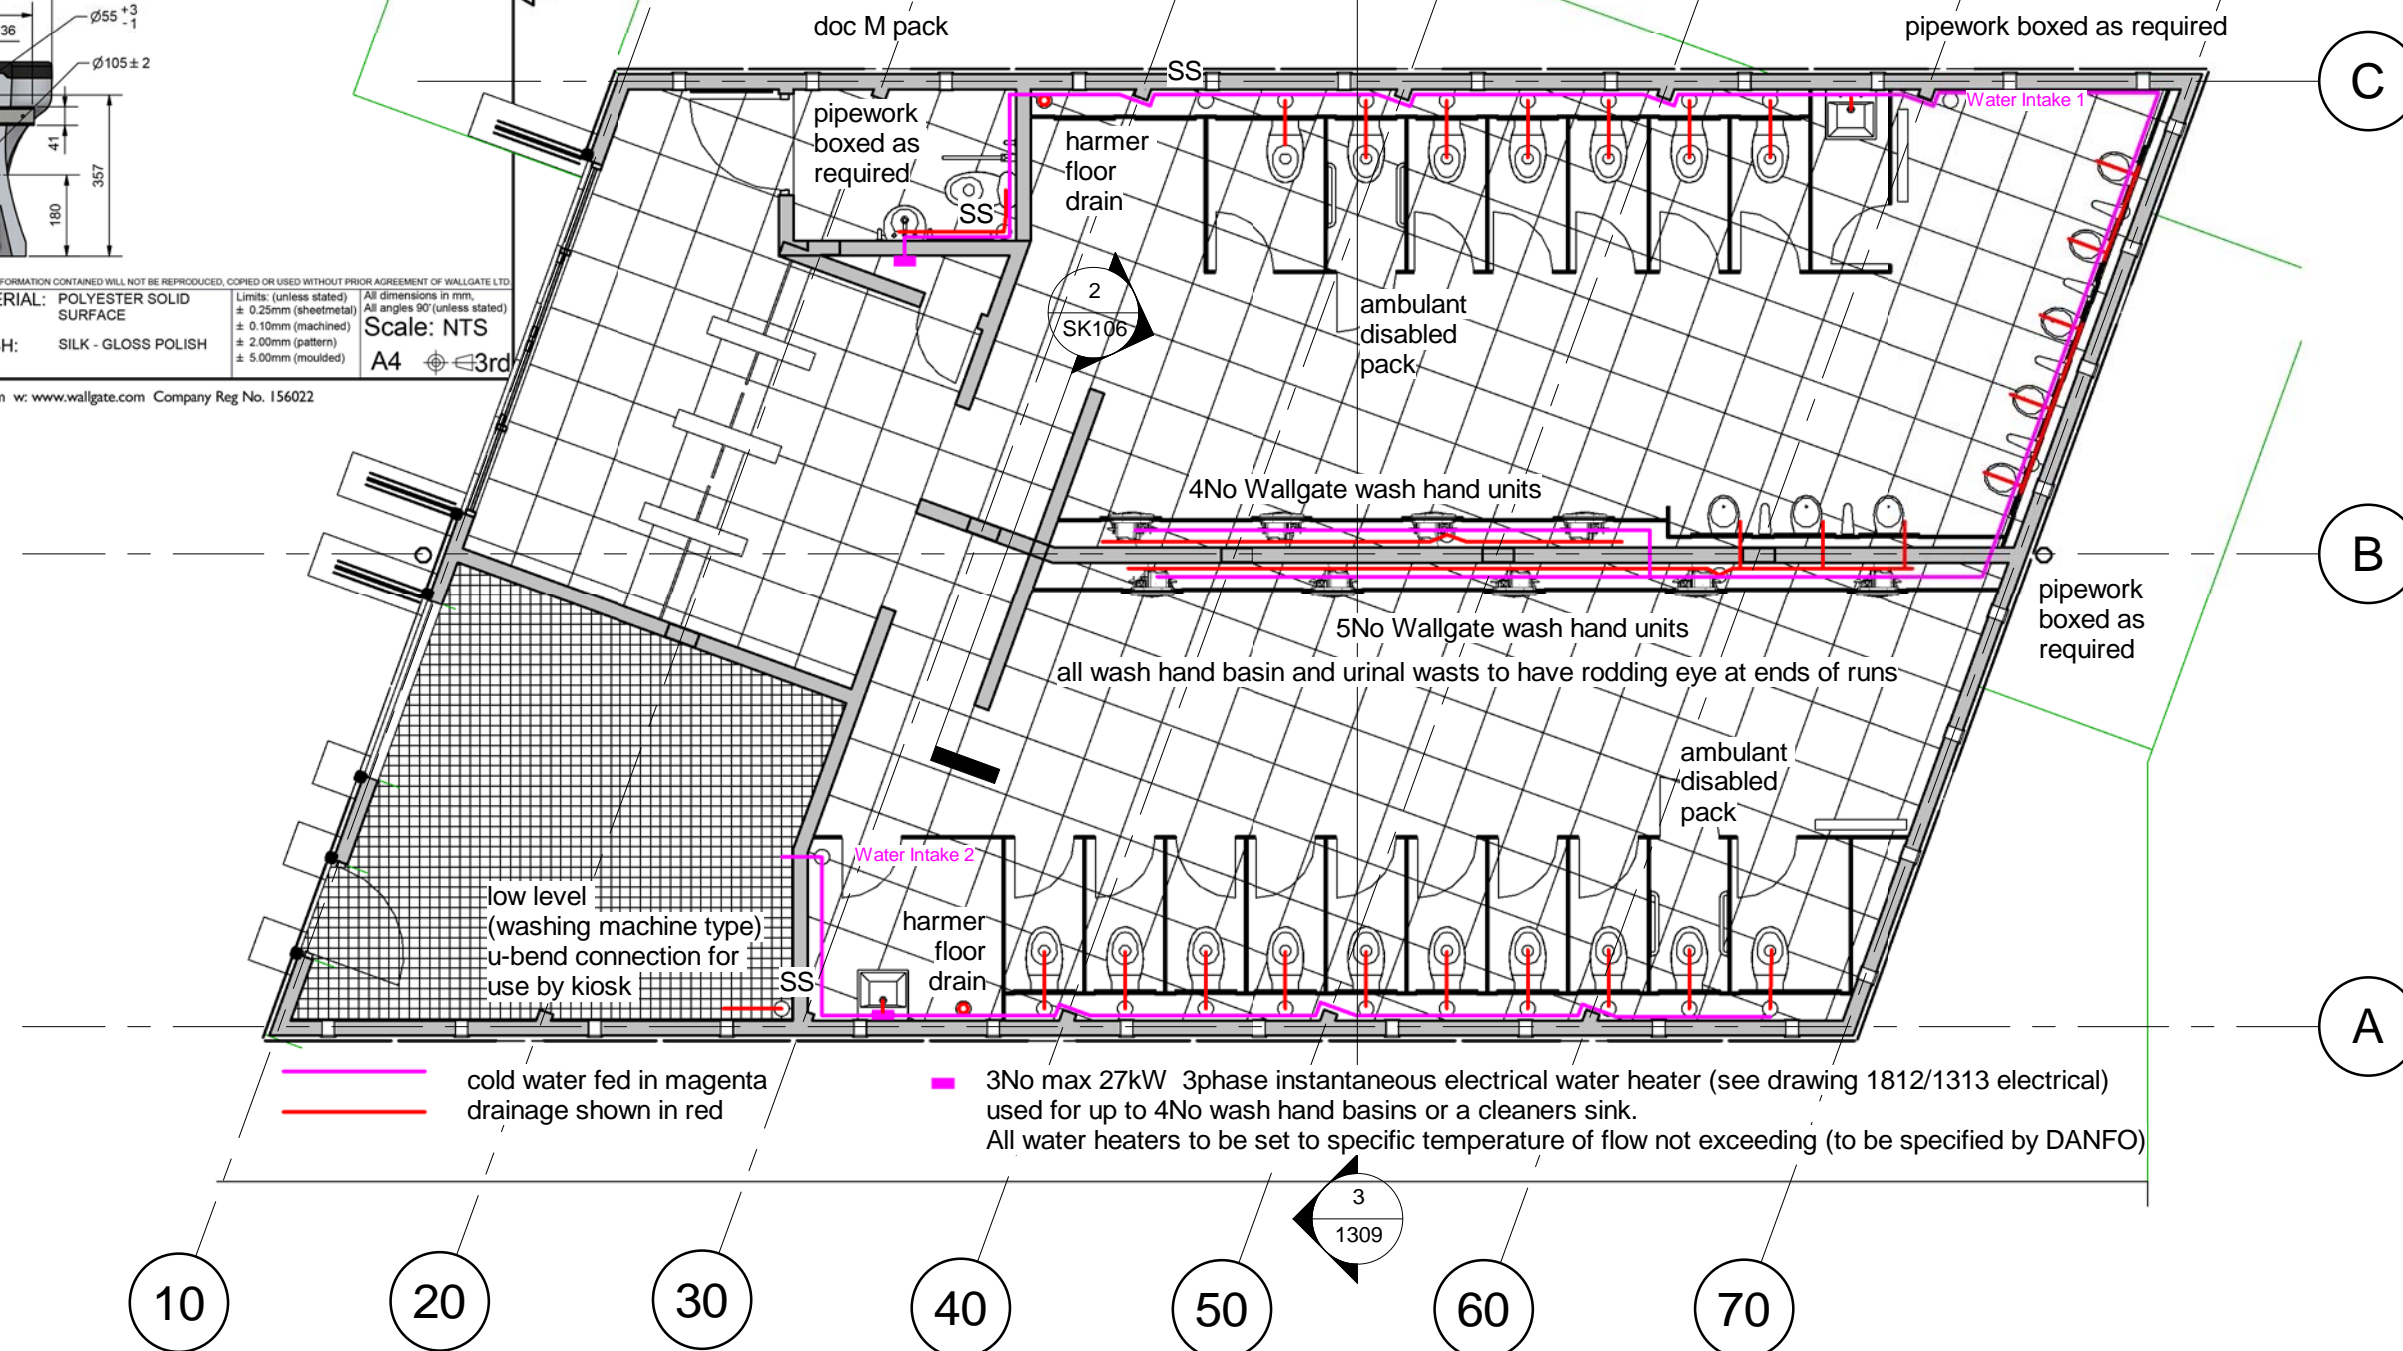 Ø55 +3 -1
36
Ø105± 2
41
357
180
FORMATION CONTAINED WILL NOT BE REPRODUCED, COPIED OR USED WITHOUT PRIOR AGREEMENT OF WALLGATE LTD.
ERIAL: POLYESTER SOLID
SURFACE
SH: SILK - GLOSS POLISH
Limits: (unless stated)
± 0.25mm (sheetmetal)
± 0.10mm (machined)
± 2.00mm (pattern)
± 5.00mm (moulded)
All dimensions in mm,
All angles 90°(unless stated)
Scale: NTS
A4 3rd
w: www.wallgate.com Company Reg No. 156022
doc M pack
pipework boxed as required
SS
C
pipework
boxed as
required
SS
harmer
floor
drain
Water Intake 1
2
SK106
ambulant
disabled
pack
4No Wallgate wash hand units
B
5No Wallgate wash hand units
pipework
boxed as
required
all wash hand basin and urinal wasts to have rodding eye at ends of runs
ambulant
disabled
pack
Water Intake 2
low level
(washing machine type)
u-bend connection for
use by kiosk
SS
harmer
floor
drain
A
cold water fed in magenta
drainage shown in red
3No max 27kW 3phase instantaneous electrical water heater (see drawing 1812/1313 electrical)
used for up to 4No wash hand basins or a cleaners sink.
All water heaters to be set to specific temperature of flow not exceeding (to be specified by DANFO)
3
1309
10
20
30
40
50
60
70